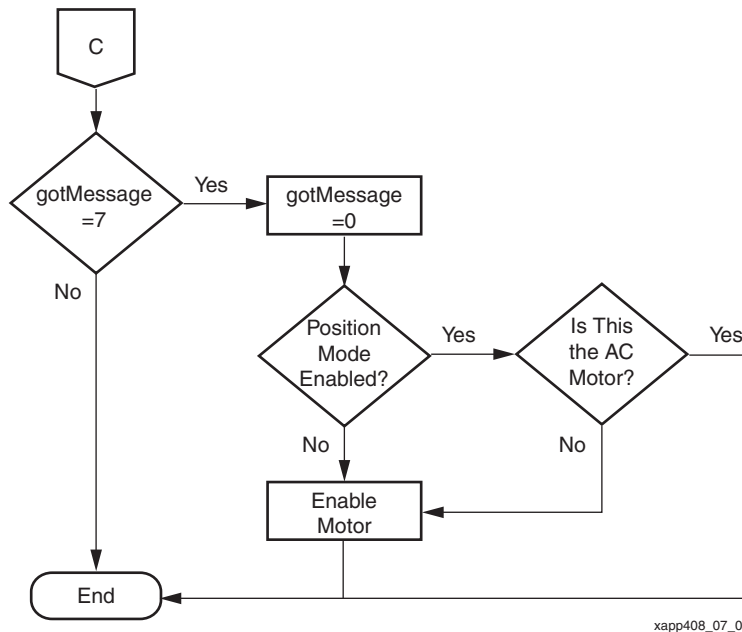 C
gotMessage
=7
Yes
gotMessage
=0
No
Position
Mode
Enabled?
Yes
Is This
the AC
Motor?
Yes
No
No
Enable
Motor
End
xapp408_07_0